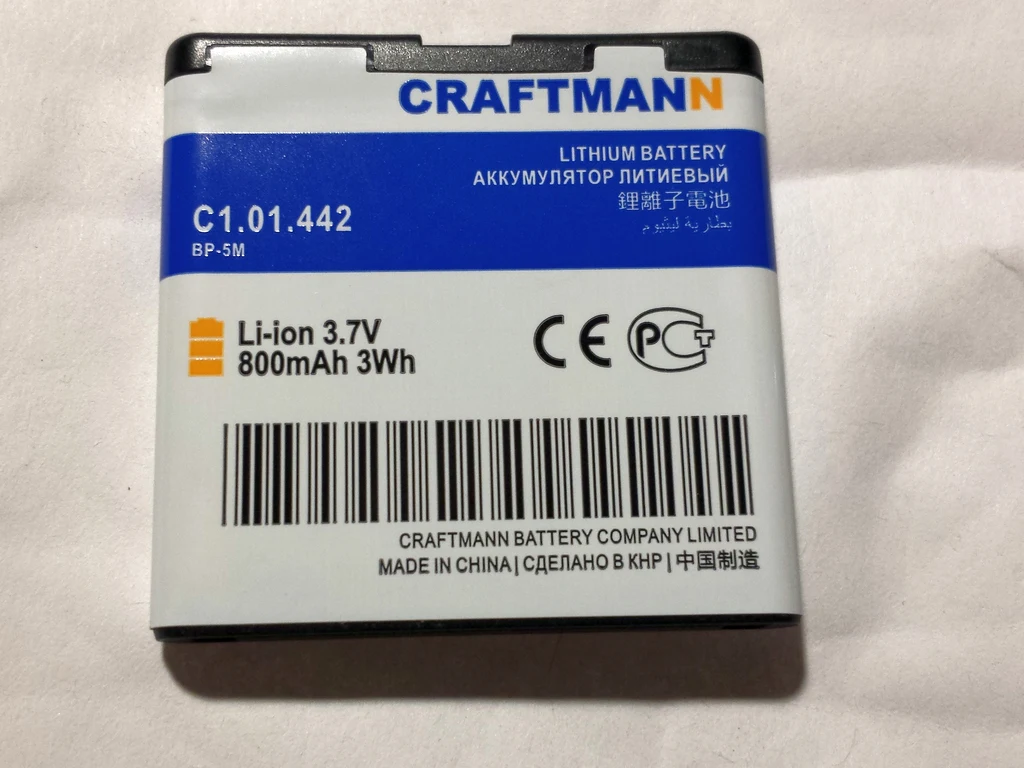 CRAFTMANN
LITHIUM BATTERY
АККУМУЛЯТОР ЛИТИЕВЫЙ
鋰離子電池
بطارية ليثيوم
C1.01.442
BP-5M
Li-ion 3.7V
800mAh 3Wh
CE PCT
CRAFTMANN BATTERY COMPANY LIMITED
MADE IN CHINA | СДЕЛАНО В КНР | 中国制造